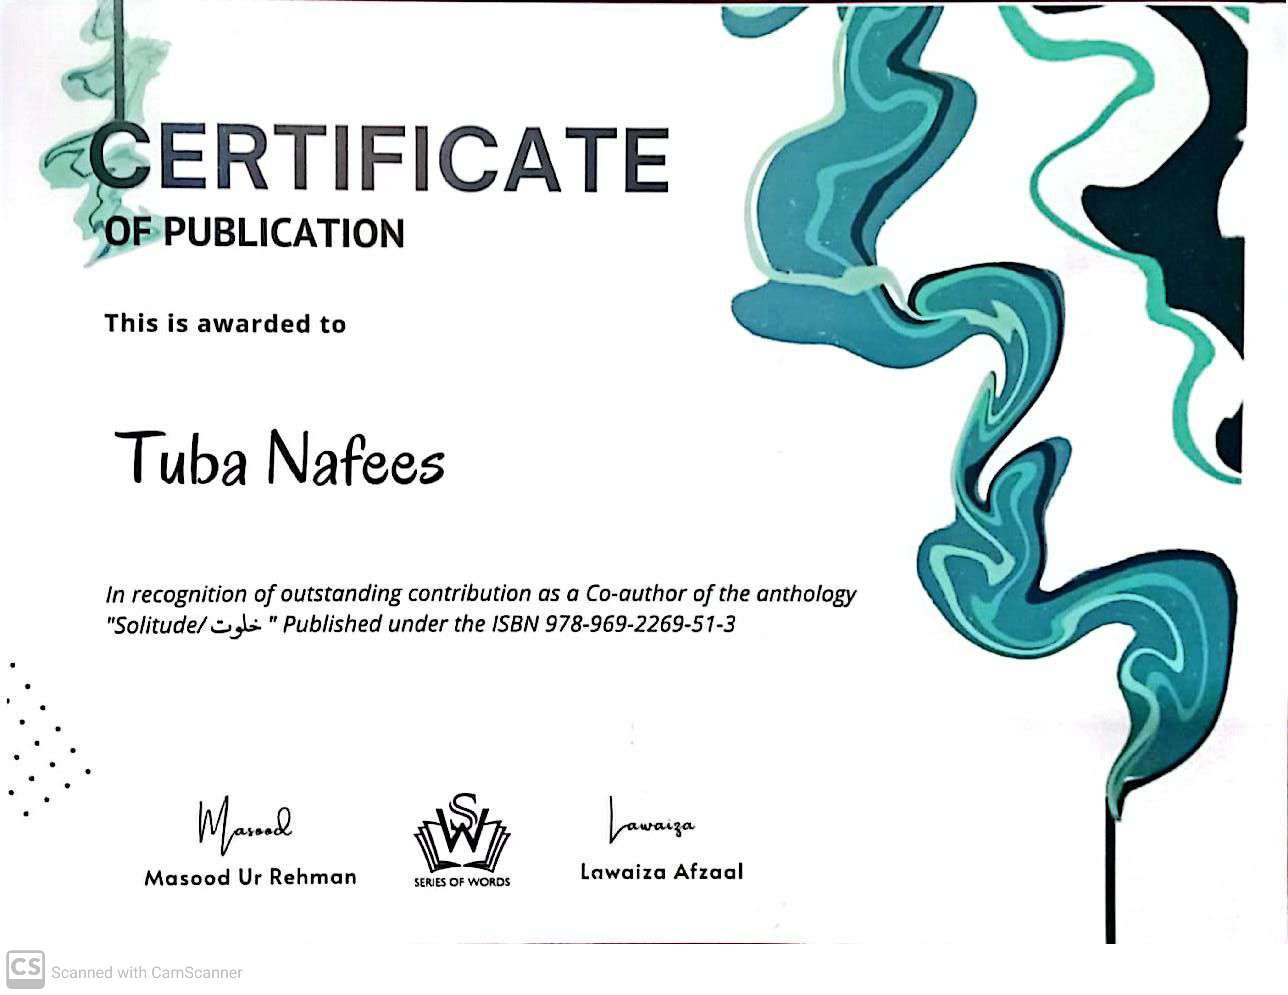 CERTIFICATE
OF PUBLICATION
This is awarded to
Tuba Nafees
In recognition of outstanding contribution as a Co-author of the anthology
"Solitude/ خلوت " Published under the ISBN 978-969-2269-51-3
Masood
Masood Ur Rehman
SW
SERIES OF WORDS
Lawaiza
Lawaiza Afzaal
CS Scanned with CamScanner